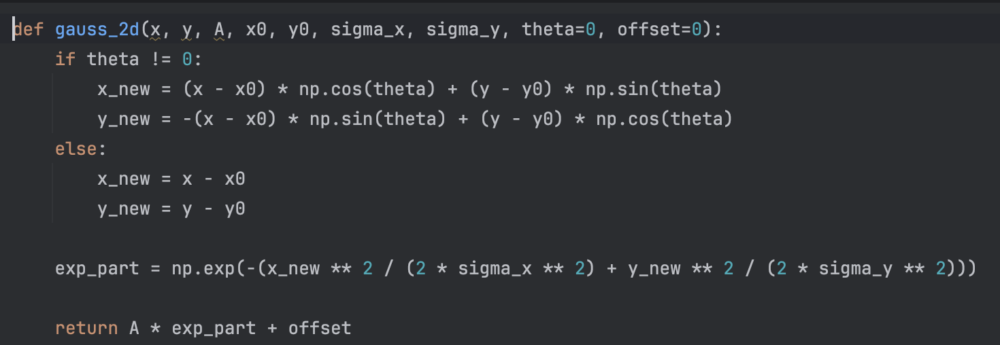 def gauss_2d(x, y, A, x0, y0, sigma_x, sigma_y, theta=0, offset=0):
    if theta != 0:
        x_new = (x - x0) * np.cos(theta) + (y - y0) * np.sin(theta)
        y_new = -(x - x0) * np.sin(theta) + (y - y0) * np.cos(theta)
    else:
        x_new = x - x0
        y_new = y - y0

    exp_part = np.exp(-(x_new ** 2 / (2 * sigma_x ** 2) + y_new ** 2 / (2 * sigma_y ** 2)))

    return A * exp_part + offset